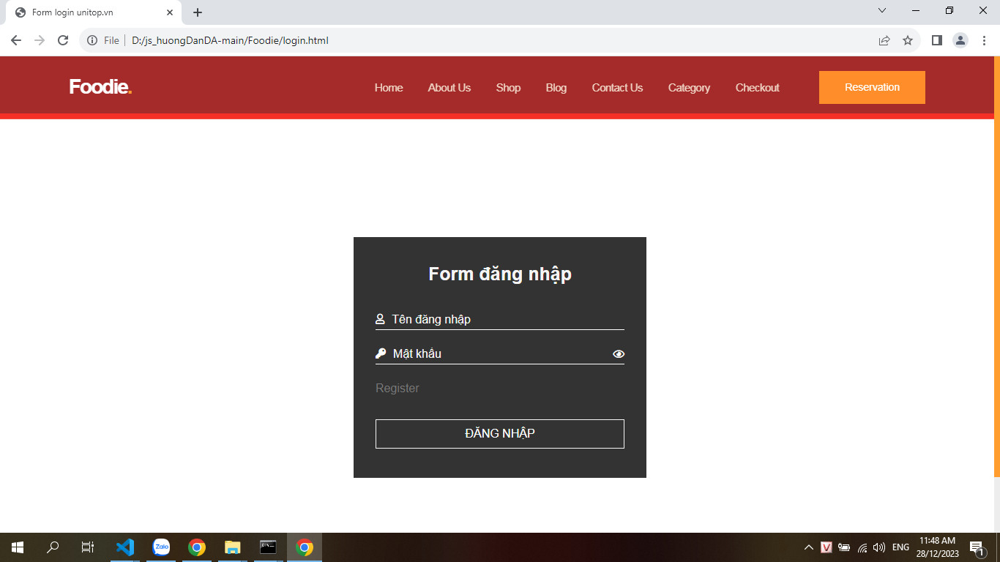 Form login unitop.vn
File D:/js_huongDanDA-main/Foodie/login.html
Foodie. Home About Us Shop Blog Contact Us Category Checkout Reservation
Form đăng nhập
Tên đăng nhập
Mật khẩu
Register
ĐĂNG NHẬP
Zalo V ENG 11:48 AM
28/12/2023 1